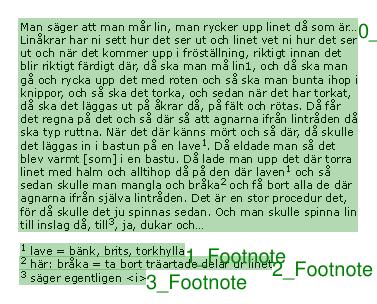 Man säger att man mår lin, man rycker upp linet då som är...
Linåkrar har ni sett hur det ser ut och linet vet ni hur det ser
ut och när det kommer upp i fröställning, riktigt innan det
blir riktigt färdigt där, då ska man må lin1, och då ska man
gå och rycka upp det med roten och så ska man bunta ihop i
knippor, och så ska det torka, och sedan när det har torkat,
då ska det läggas ut på åkrar då, på fält och rötas. Då får
det regna på det och så där så att agnarna ifrån lintråden då
ska typ ruttna. När det där känns mört och så där, då skulle
det läggas in i bastun på en lave¹. Då eldade man så det
blev varmt [som] i en bastu. Då lade man upp det där torra
linet med halm och alltihop då på den där laven¹ och så
sedan skulle man mangla och bråka² och få bort alla de där
agnarna ifrån själva lintråden. Det är en stor procedur det,
för då skulle det ju spinnas sedan. Och man skulle spinna lin
till inslag då, till³, ja, dukar och...
0_
¹ lave = bänk, brits, torkhylla
1_Footnote
² här: bråka = ta bort träartade delar ur linet
2_Footnote
³ säger egentligen <i>
3_Footnote